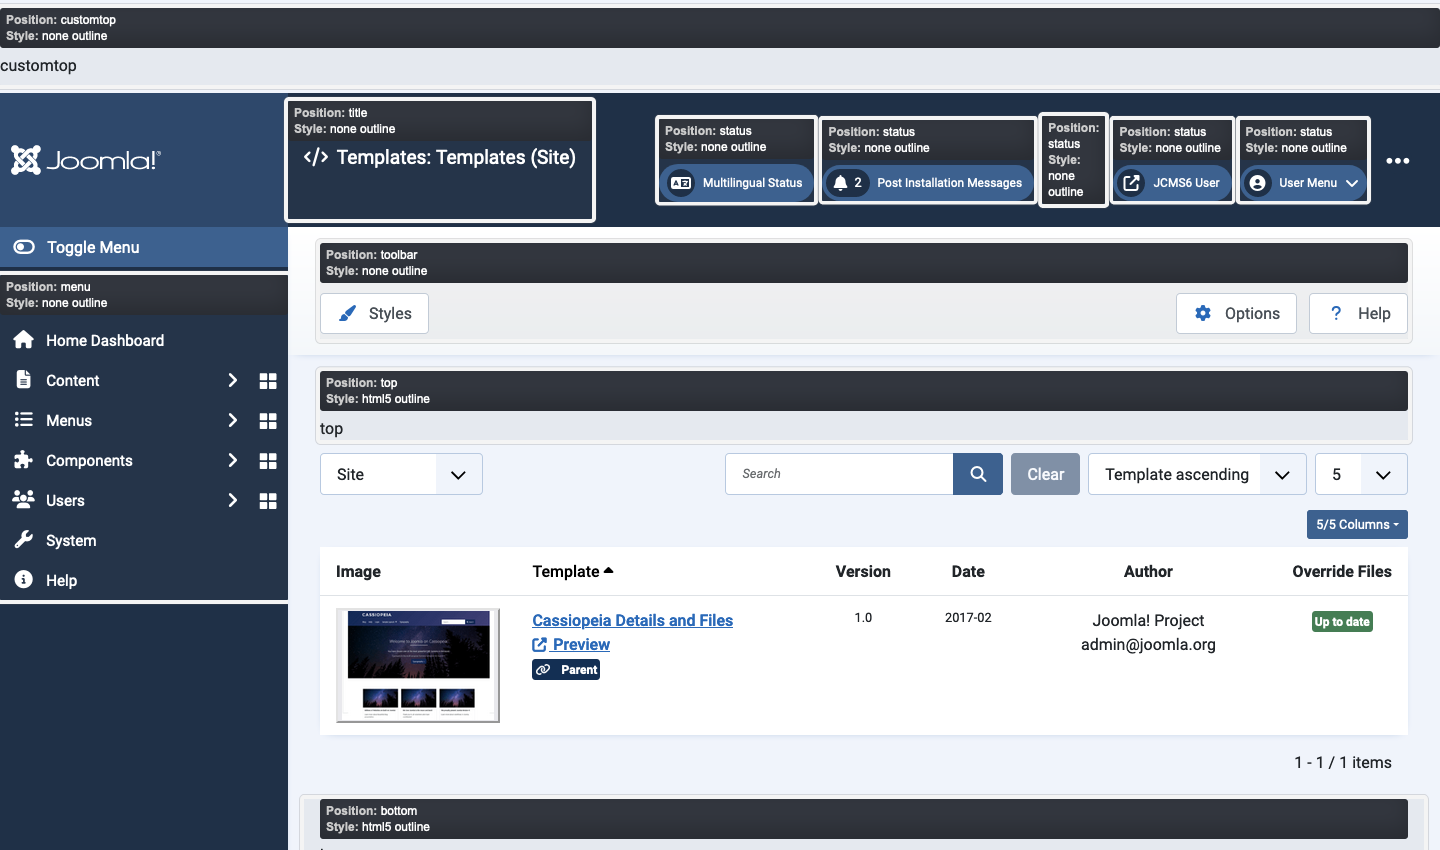 Position: customtop
Style: none outline
customtop
Joomla!®
Position: title
Style: none outline
Templates: Templates (Site)
Position: status
Style: none outline
Multilingual Status
Position: status
Style: none outline
2 Post Installation Messages
Position:
status
Style:
none
outline
Position: status
Style: none outline
JCMS6 User
Position: status
Style: none outline
User Menu
Toggle Menu
Position: menu
Style: none outline
Home Dashboard
Content
Menus
Components
Users
System
Help
Position: toolbar
Style: none outline
Styles
Options
? Help
Position: top
Style: html5 outline
top
Site
Search
Clear
Template ascending
5
5/5 Columns
Image Template Version Date Author Override Files
CASSIOPEIA
Cassiopeia Details and Files 1.0 2017-02 Joomla! Project Up to date
Preview admin@joomla.org
Parent
1 - 1 / 1 items
Position: bottom
Style: html5 outline